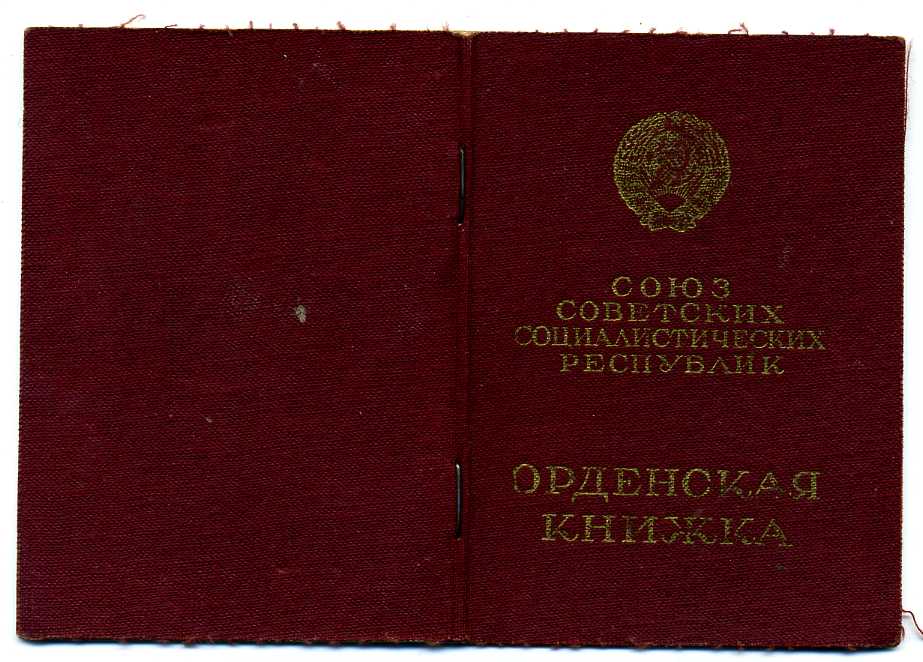 СОЮЗ
СОВЕТСКИХ
СОЦИАЛИСТИЧЕСКИХ
РЕСПУБЛИК
ОРДЕНСКАЯ
КНИЖКА